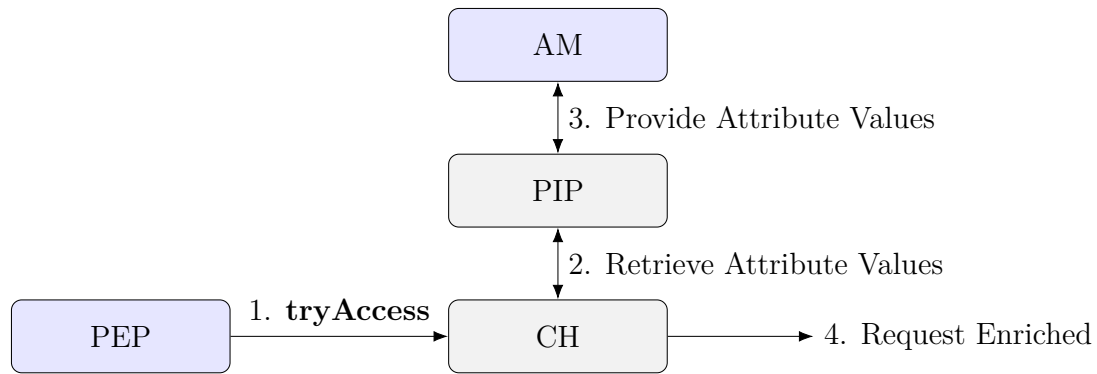 AM
3. Provide Attribute Values
PIP
2. Retrieve Attribute Values
1. tryAccess
PEP
CH
4. Request Enriched